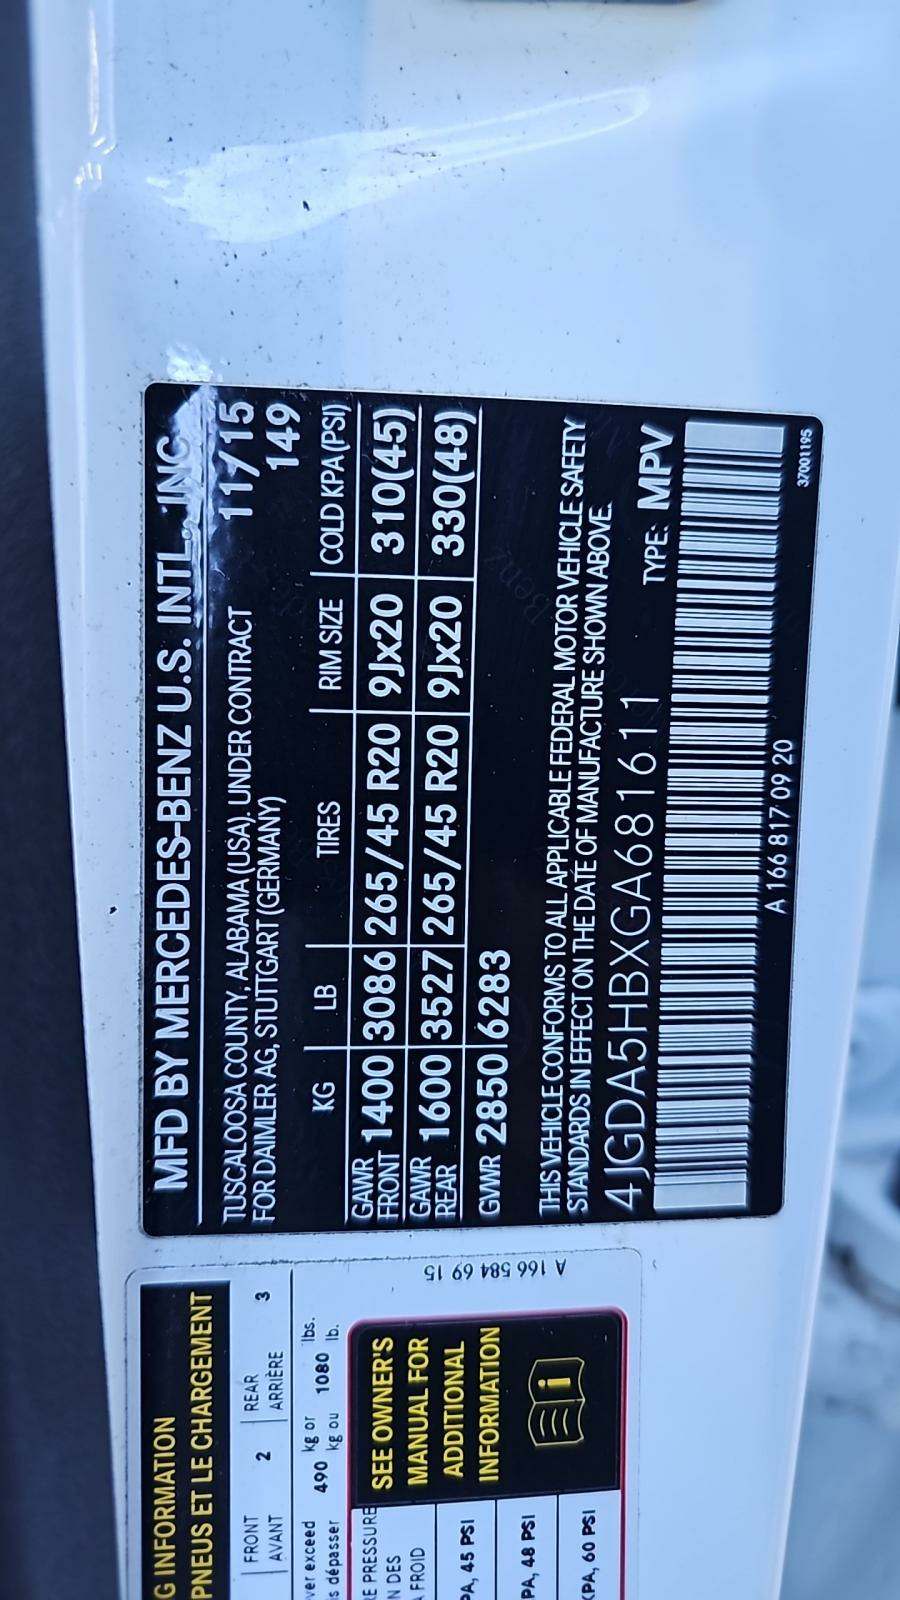 MFD BY MERCEDES-BENZ U.S. INTL., INC.
TUSCALOOSA COUNTY, ALABAMA (USA), UNDER CONTRACT 11/15
FOR DAIMLER AG, STUTTGART (GERMANY) 149
KG LB TIRES RIM SIZE COLD KPA (PSI)
GAWR FRONT 1400 3086 265/45 R20 9Jx20 310(45)
GAWR REAR 1600 3527 265/45 R20 9Jx20 330(48)
GVWR 2850 6283
THIS VEHICLE CONFORMS TO ALL APPLICABLE FEDERAL MOTOR VEHICLE SAFETY
STANDARDS IN EFFECT ON THE DATE OF MANUFACTURE SHOWN ABOVE.
4JGDA5HBXGA681611 TYPE: MPV
A 166 817 09 20
37001195
G INFORMATION
PNEUS ET LE CHARGEMENT
FRONT 2 REAR 3
AVANT ARRIÈRE
ver exceed 490 kg or 1080 lbs.
s dépasser kg ou lb.
RE PRESSURE
N DES
FROID
PA, 45 PSI
PA, 48 PSI
KPA, 60 PSI
SEE OWNER'S
MANUAL FOR
ADDITIONAL
INFORMATION
A 166 584 69 15